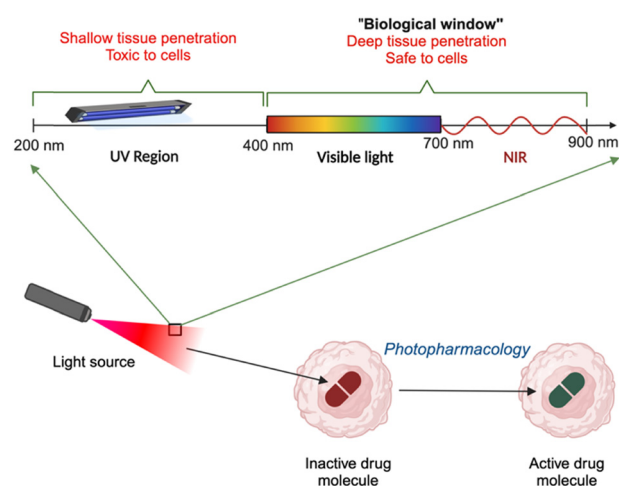 "Biological window"
Shallow tissue penetration
Toxic to cells
Deep tissue penetration
Safe to cells
200 nm
UV Region
400 nm
Visible light
700 nm
NIR
900 nm
Light source
Photopharmacology
Inactive drug
molecule
Active drug
molecule